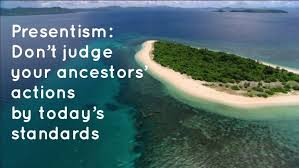 Presentism:
Don't judge
your ancestors'
actions
by today's
standards